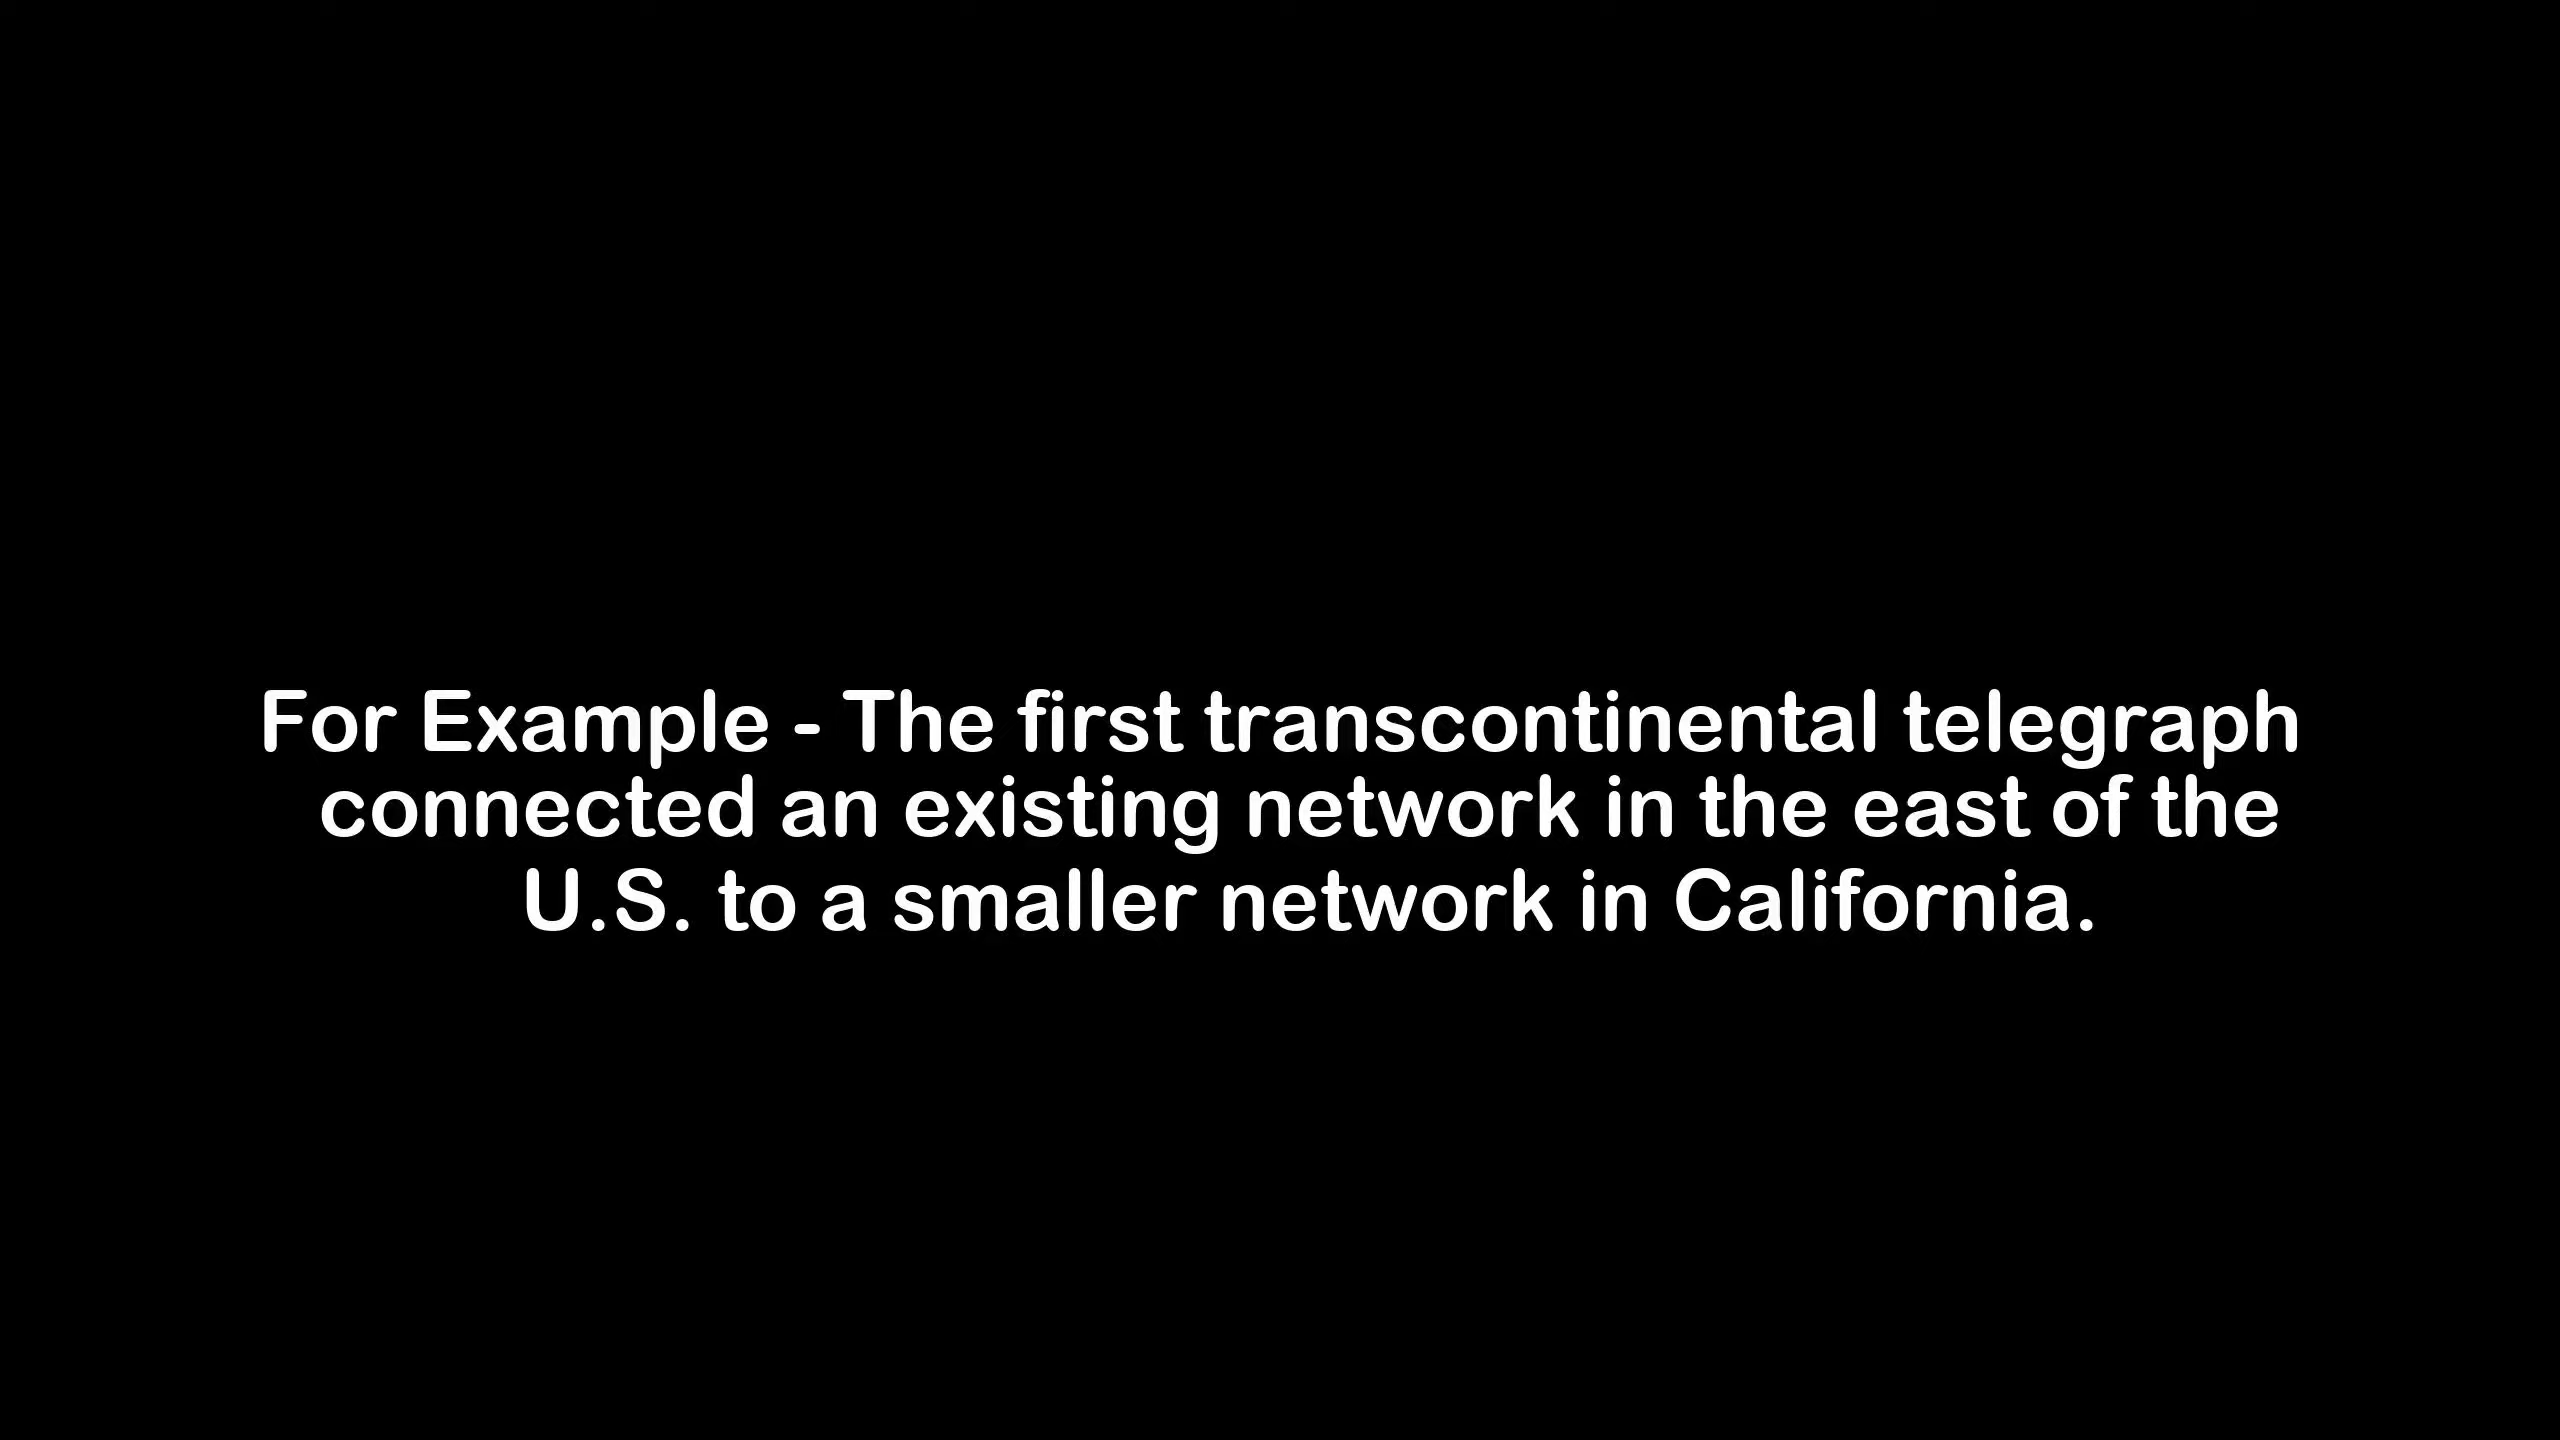 For Example - The first transcontinental telegraph
connected an existing network in the east of the
U.S. to a smaller network in California.